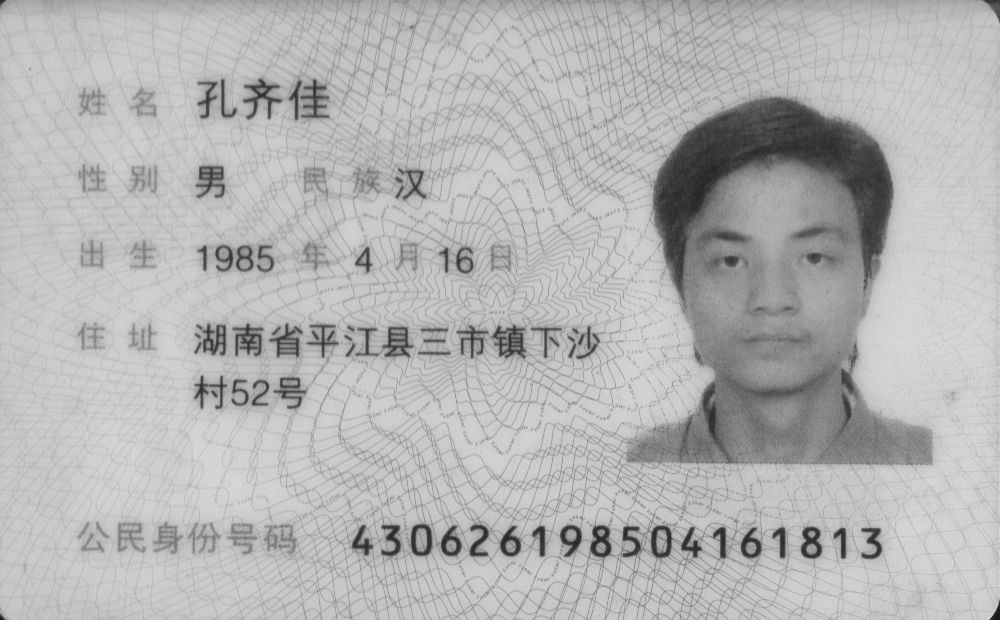 姓名 孔齐佳
性别 男 民族 汉
出生 1985 年 4 月 16 日
住址 湖南省平江县三市镇下沙
村52号
公民身份号码 430626198504161813